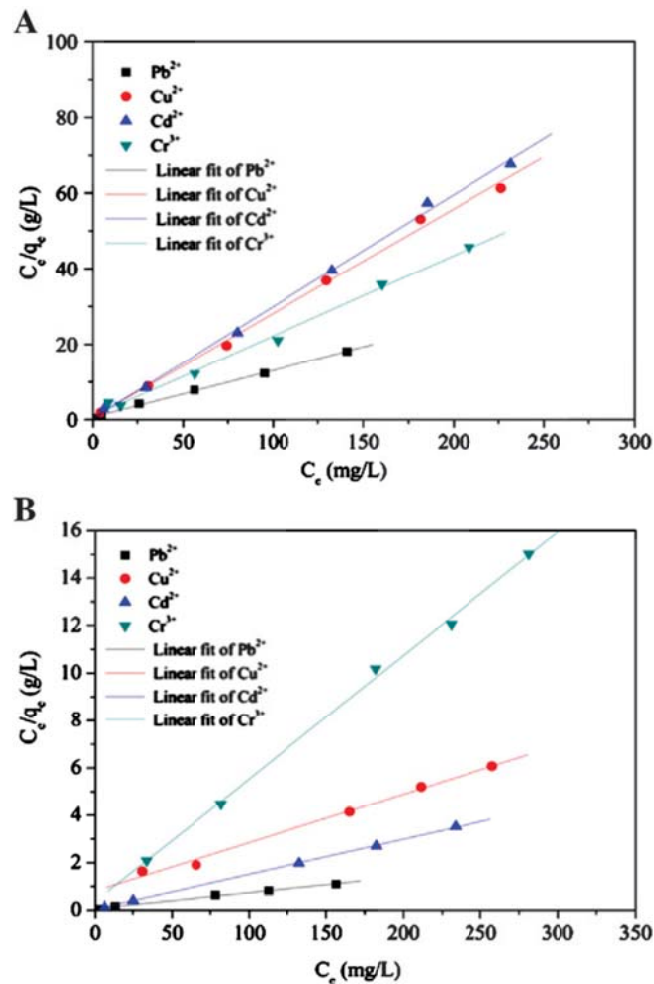 A
100
80
60
40
20
0
Pb²⁺
Cu²⁺
Cd²⁺
Cr³⁺
Linear fit of Pb²⁺
Linear fit of Cu²⁺
Linear fit of Cd²⁺
Linear fit of Cr³⁺
Cₑ/qₑ (g/L)
0 50 100 150 200 250 300
Cₑ (mg/L)
B
16
14
12
10
8
6
4
2
0
Pb²⁺
Cu²⁺
Cd²⁺
Cr³⁺
Linear fit of Pb²⁺
Linear fit of Cu²⁺
Linear fit of Cd²⁺
Linear fit of Cr³⁺
Cₑ/qₑ (g/L)
0 50 100 150 200 250 300 350
Cₑ (mg/L)